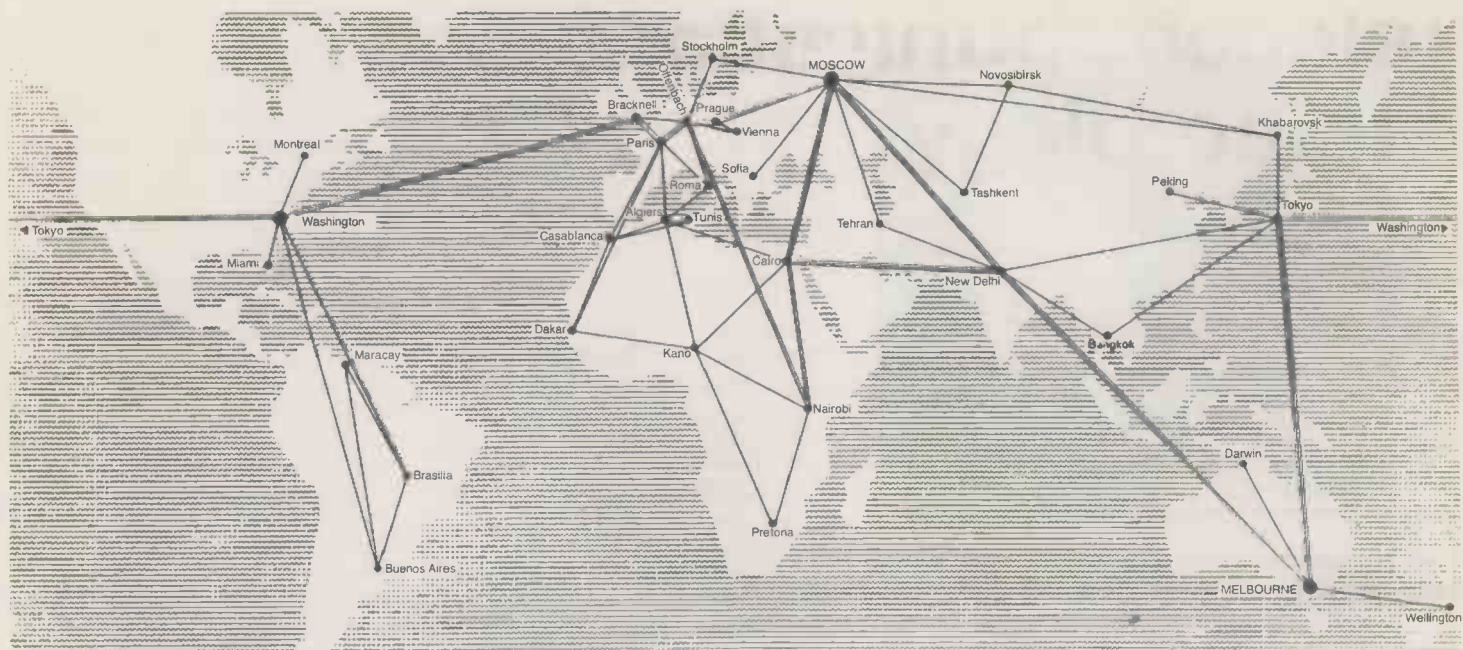 Stockholm
MOSCOW
Novosibirsk
Offenbach
Bracknell
Prague
Vienna
Khabarovsk
Montreal
Paris
Sofia
Roma
Tashkent
Peking
Algiers
Tunis
Tehran
Tokyo
Washington
Tokyo
Washington
Casablanca
Miami
Cairo
New Delhi
Dakar
Kano
Bangkok
Maracay
Nairobi
Darwin
Brasilia
Pretoria
Buenos Aires
MELBOURNE
Wellington